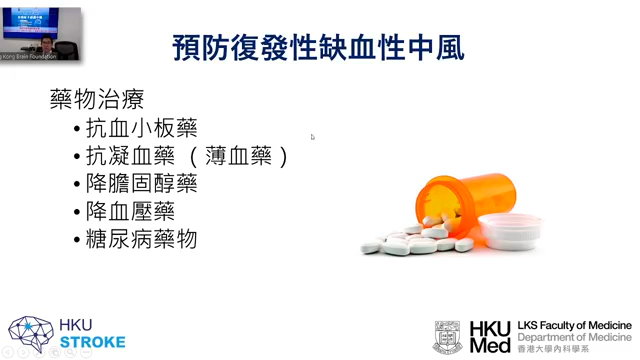 預防復發性缺血性中風
藥物治療
• 抗血小板藥
• 抗凝血藥 ( 薄血藥 )
• 降膽固醇藥
• 降血壓藥
• 糖尿病藥物
Kong Brain Foundation
HKU
STROKE
HKU
Med
LKS Faculty of Medicine
Department of Medicine
香港大學內科學系